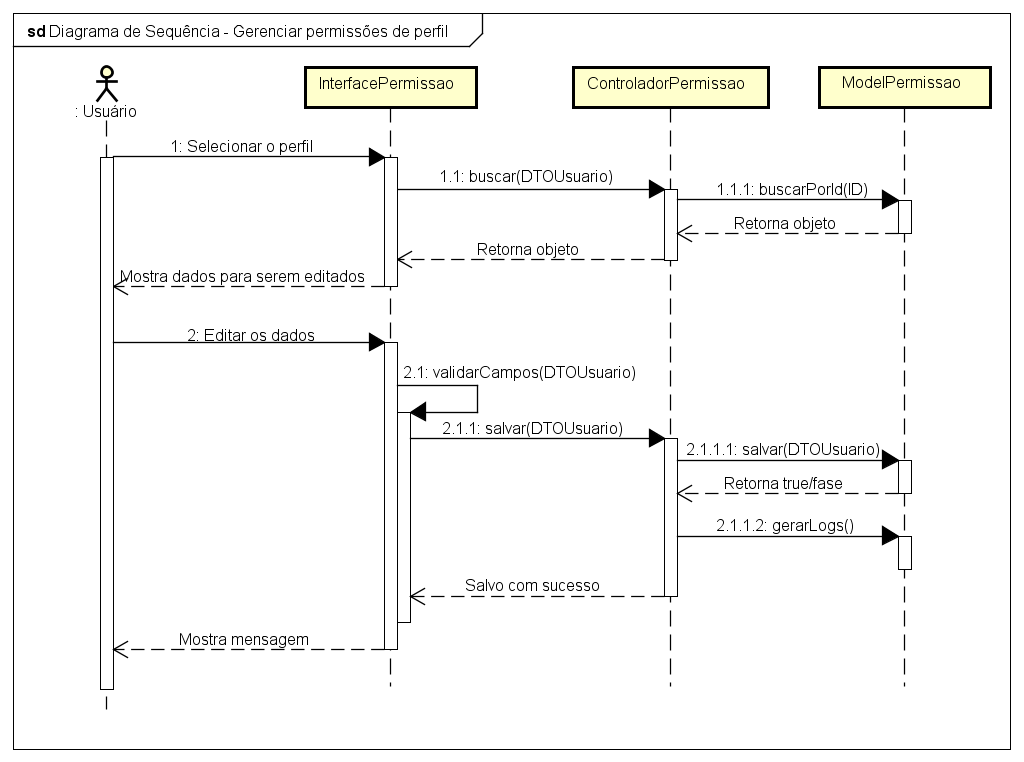 sd Diagrama de Sequência - Gerenciar permissões de perfil
: Usuário
InterfacePermissao
ControladorPermissao
ModelPermissao
1: Selecionar o perfil
1.1: buscar(DTOUsuario)
1.1.1: buscarPorId(ID)
Retorna objeto
Retorna objeto
Mostra dados para serem editados
2: Editar os dados
2.1: validarCampos(DTOUsuario)
2.1.1: salvar(DTOUsuario)
2.1.1.1: salvar(DTOUsuario)
Retorna true/fase
2.1.1.2: gerarLogs()
Salvo com sucesso
Mostra mensagem